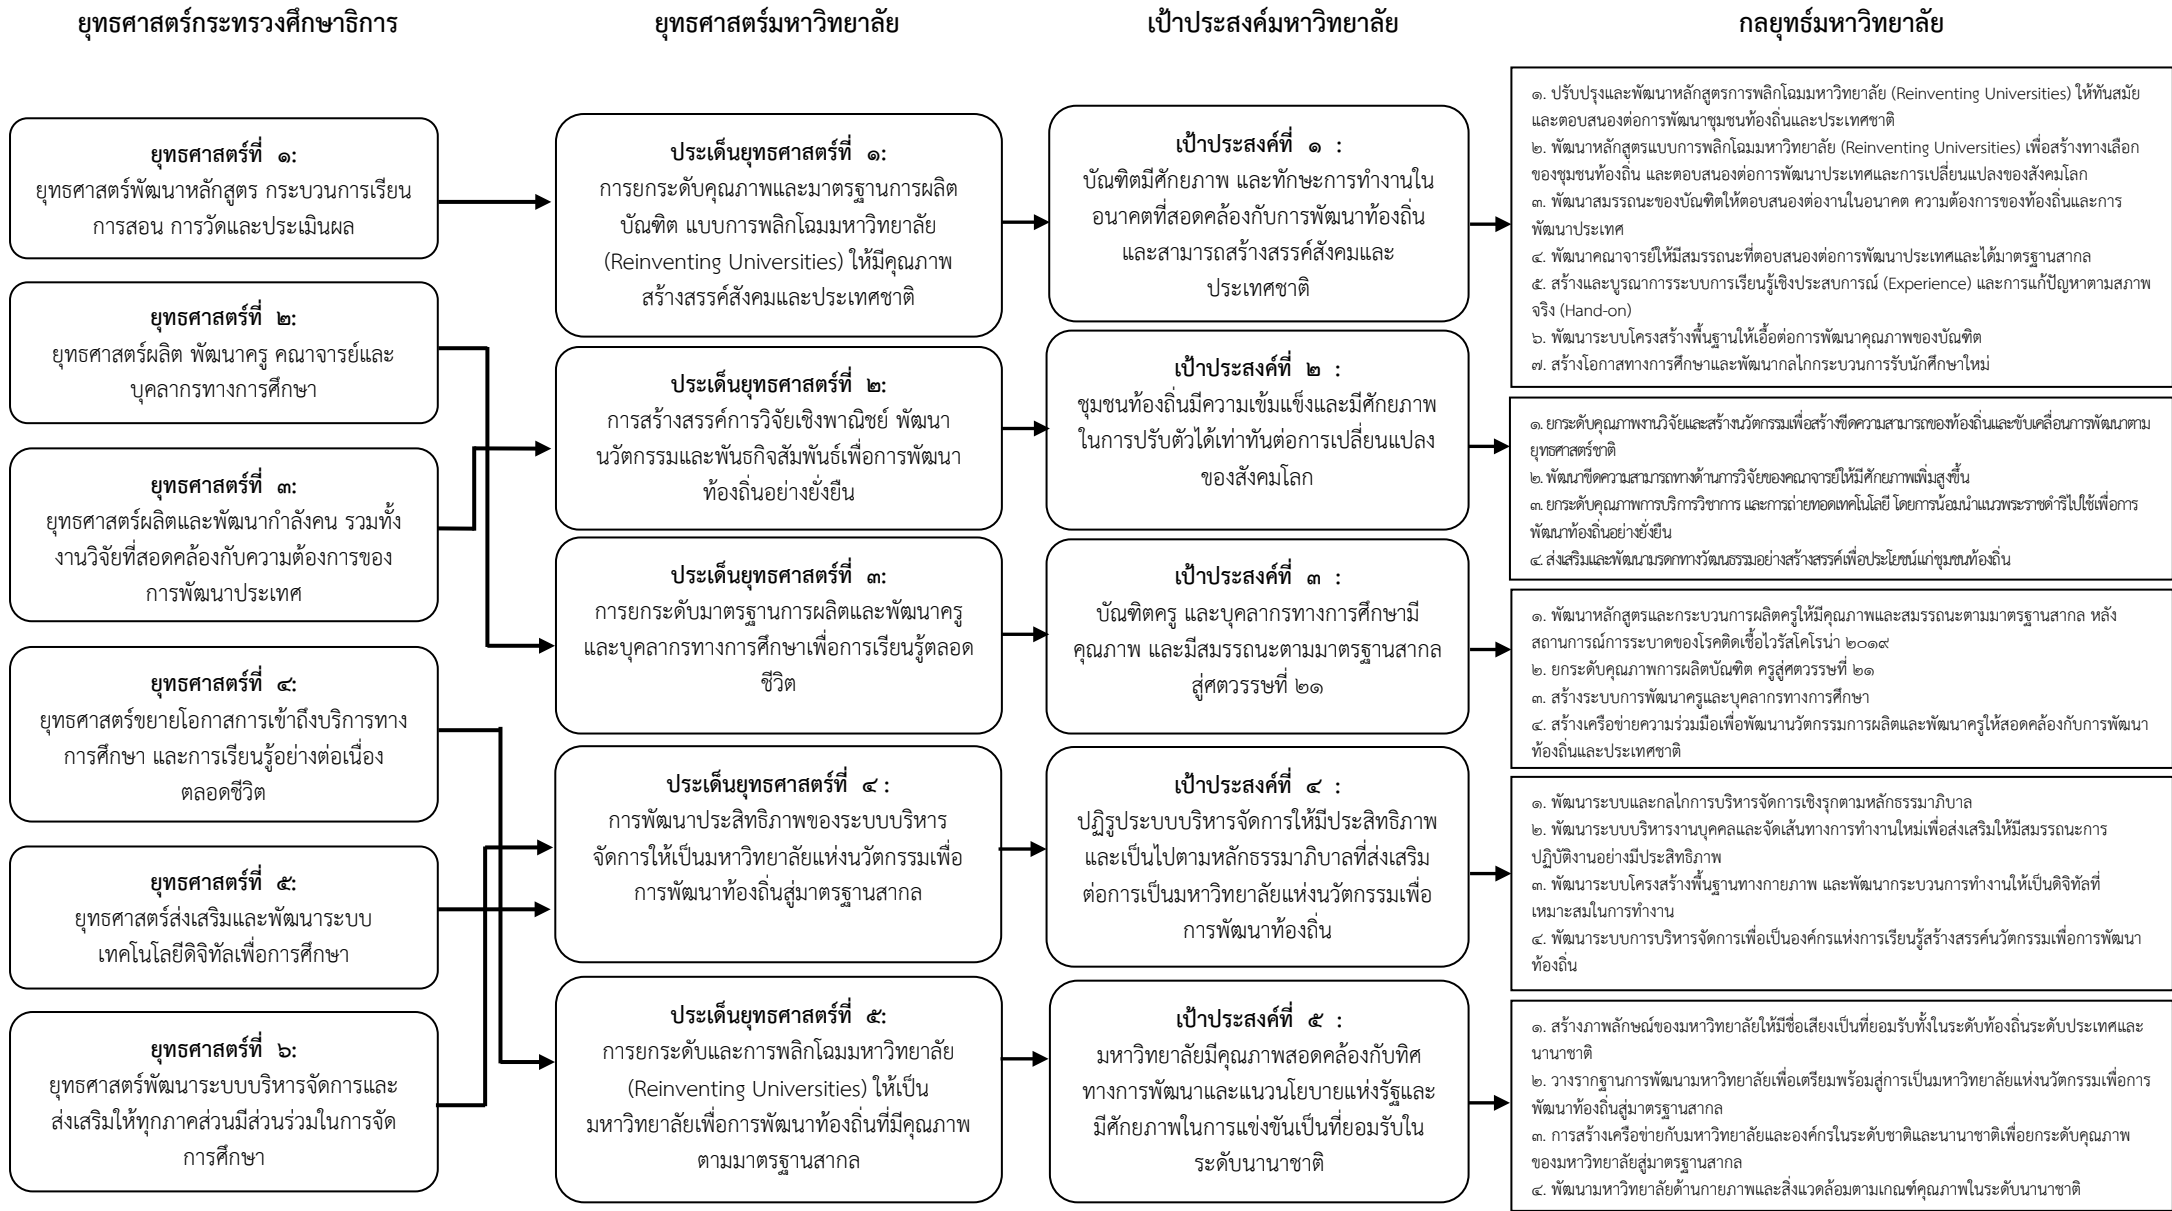 ยุทธศาสตร์กระทรวงศึกษาธิการ
ยุทธศาสตร์มหาวิทยาลัย
เป้าประสงค์มหาวิทยาลัย
กลยุทธ์มหาวิทยาลัย
ยุทธศาสตร์ที่ ๑:
ยุทธศาสตร์พัฒนาหลักสูตร กระบวนการเรียน
การสอน การวัดและประเมินผล
ยุทธศาสตร์ที่ ๒:
ยุทธศาสตร์ผลิต พัฒนาครู คณาจารย์และ
บุคลากรทางการศึกษา
ยุทธศาสตร์ที่ ๓:
ยุทธศาสตร์ผลิตและพัฒนากำลังคน รวมทั้ง
งานวิจัยที่สอดคล้องกับความต้องการของ
การพัฒนาประเทศ
ยุทธศาสตร์ที่ ๔:
ยุทธศาสตร์ขยายโอกาสการเข้าถึงบริการทาง
การศึกษา และการเรียนรู้อย่างต่อเนื่อง
ตลอดชีวิต
ยุทธศาสตร์ที่ ๕:
ยุทธศาสตร์ส่งเสริมและพัฒนาระบบ
เทคโนโลยีดิจิทัลเพื่อการศึกษา
ยุทธศาสตร์ที่ ๖:
ยุทธศาสตร์พัฒนาระบบบริหารจัดการและ
ส่งเสริมให้ทุกภาคส่วนมีส่วนร่วมในการจัด
การศึกษา
ประเด็นยุทธศาสตร์ที่ ๑:
การยกระดับคุณภาพและมาตรฐานการผลิต
บัณฑิต แบบการพลิกโฉมมหาวิทยาลัย
(Reinventing Universities) ให้มีคุณภาพ
สร้างสรรค์สังคมและประเทศชาติ
ประเด็นยุทธศาสตร์ที่ ๒:
การสร้างสรรค์การวิจัยเชิงพาณิชย์ พัฒนา
นวัตกรรมและพันธกิจสัมพันธ์เพื่อการพัฒนา
ท้องถิ่นอย่างยั่งยืน
ประเด็นยุทธศาสตร์ที่ ๓:
การยกระดับมาตรฐานการผลิตและพัฒนาครู
และบุคลากรทางการศึกษาเพื่อการเรียนรู้ตลอด
ชีวิต
ประเด็นยุทธศาสตร์ที่ ๔ :
การพัฒนาประสิทธิภาพของระบบบริหาร
จัดการให้เป็นมหาวิทยาลัยแห่งนวัตกรรมเพื่อ
การพัฒนาท้องถิ่นสู่มาตรฐานสากล
ประเด็นยุทธศาสตร์ที่ ๕:
การยกระดับและการพลิกโฉมมหาวิทยาลัย
(Reinventing Universities) ให้เป็น
มหาวิทยาลัยเพื่อการพัฒนาท้องถิ่นที่มีคุณภาพ
ตามมาตรฐานสากล
เป้าประสงค์ที่ ๑ :
บัณฑิตมีศักยภาพ และทักษะการทำงานใน
อนาคตที่สอดคล้องกับการพัฒนาท้องถิ่น
และสามารถสร้างสรรค์สังคมและ
ประเทศชาติ
เป้าประสงค์ที่ ๒ :
ชุมชนท้องถิ่นมีความเข้มแข็งและมีศักยภาพ
ในการปรับตัวได้เท่าทันต่อการเปลี่ยนแปลง
ของสังคมโลก
เป้าประสงค์ที่ ๓ :
บัณฑิตครู และบุคลากรทางการศึกษามี
คุณภาพ และมีสมรรถนะตามมาตรฐานสากล
สู่ศตวรรษที่ ๒๑
เป้าประสงค์ที่ ๔ :
ปฏิรูประบบบริหารจัดการให้มีประสิทธิภาพ
และเป็นไปตามหลักธรรมาภิบาลที่ส่งเสริม
ต่อการเป็นมหาวิทยาลัยแห่งนวัตกรรมเพื่อ
การพัฒนาท้องถิ่น
เป้าประสงค์ที่ ๕ :
มหาวิทยาลัยมีคุณภาพสอดคล้องกับทิศ
ทางการพัฒนาและแนวนโยบายแห่งรัฐและ
มีศักยภาพในการแข่งขันเป็นที่ยอมรับใน
ระดับนานาชาติ
๑. ปรับปรุงและพัฒนาหลักสูตรการพลิกโฉมมหาวิทยาลัย (Reinventing Universities) ให้ทันสมัย
และตอบสนองต่อการพัฒนาชุมชนท้องถิ่นและประเทศชาติ
๒. พัฒนาหลักสูตรแบบการพลิกโฉมมหาวิทยาลัย (Reinventing Universities) เพื่อสร้างทางเลือก
ของชุมชนท้องถิ่น และตอบสนองต่อการพัฒนาประเทศและการเปลี่ยนแปลงของสังคมโลก
๓. พัฒนาสมรรถนะของบัณฑิตให้ตอบสนองต่องานในอนาคต ความต้องการของท้องถิ่นและการ
พัฒนาประเทศ
๔. พัฒนาคณาจารย์ให้มีสมรรถนะที่ตอบสนองต่อการพัฒนาประเทศและได้มาตรฐานสากล
๕. สร้างและบูรณาการระบบการเรียนรู้เชิงประสบการณ์ (Experience) และการแก้ปัญหาตามสภาพ
จริง (Hand-on)
๖. พัฒนาระบบโครงสร้างพื้นฐานให้เอื้อต่อการพัฒนาคุณภาพของบัณฑิต
๗. สร้างโอกาสทางการศึกษาและพัฒนากลไกกระบวนการรับนักศึกษาใหม่
๑. ยกระดับคุณภาพงานวิจัยและสร้างนวัตกรรมเพื่อสร้างขีดความสามารถของท้องถิ่นและขับเคลื่อนการพัฒนาตาม
ยุทธศาสตร์ชาติ
๒. พัฒนาขีดความสามารถทางด้านการวิจัยของคณาจารย์ให้มีศักยภาพเพิ่มสูงขึ้น
๓. ยกระดับคุณภาพการบริการวิชาการ และการถ่ายทอดเทคโนโลยี โดยการน้อมนำแนวพระราชดำริไปใช้เพื่อการ
พัฒนาท้องถิ่นอย่างยั่งยืน
๔. ส่งเสริมและพัฒนามรดกทางวัฒนธรรมอย่างสร้างสรรค์เพื่อประโยชน์แก่ชุมชนท้องถิ่น
๑. พัฒนาหลักสูตรและกระบวนการผลิตครูให้มีคุณภาพและสมรรถนะตามมาตรฐานสากล หลัง
สถานการณ์การระบาดของโรคติดเชื้อไวรัสโคโรน่า ๒๐๑๙
๒. ยกระดับคุณภาพการผลิตบัณฑิต ครูสู่ศตวรรษที่ ๒๑
๓. สร้างระบบการพัฒนาครูและบุคลากรทางการศึกษา
๔. สร้างเครือข่ายความร่วมมือเพื่อพัฒนานวัตกรรมการผลิตและพัฒนาครูให้สอดคล้องกับการพัฒนา
ท้องถิ่นและประเทศชาติ
๑. พัฒนาระบบและกลไกการบริหารจัดการเชิงรุกตามหลักธรรมาภิบาล
๒. พัฒนาระบบบริหารงานบุคคลและจัดเส้นทางการทำงานใหม่เพื่อส่งเสริมให้มีสมรรถนะการ
ปฏิบัติงานอย่างมีประสิทธิภาพ
๓. พัฒนาระบบโครงสร้างพื้นฐานทางกายภาพ และพัฒนากระบวนการทำงานให้เป็นดิจิทัลที่
เหมาะสมในการทำงาน
๔. พัฒนาระบบการบริหารจัดการเพื่อเป็นองค์กรแห่งการเรียนรู้สร้างสรรค์นวัตกรรมเพื่อการพัฒนา
ท้องถิ่น
๑. สร้างภาพลักษณ์ของมหาวิทยาลัยให้มีชื่อเสียงเป็นที่ยอมรับทั้งในระดับท้องถิ่นระดับประเทศและ
นานาชาติ
๒. วางรากฐานการพัฒนามหาวิทยาลัยเพื่อเตรียมพร้อมสู่การเป็นมหาวิทยาลัยแห่งนวัตกรรมเพื่อการ
พัฒนาท้องถิ่นสู่มาตรฐานสากล
๓. การสร้างเครือข่ายกับมหาวิทยาลัยและองค์กรในระดับชาติและนานาชาติเพื่อยกระดับคุณภาพ
ของมหาวิทยาลัยสู่มาตรฐานสากล
๔. พัฒนามหาวิทยาลัยด้านกายภาพและสิ่งแวดล้อมตามเกณฑ์คุณภาพในระดับนานาชาติ